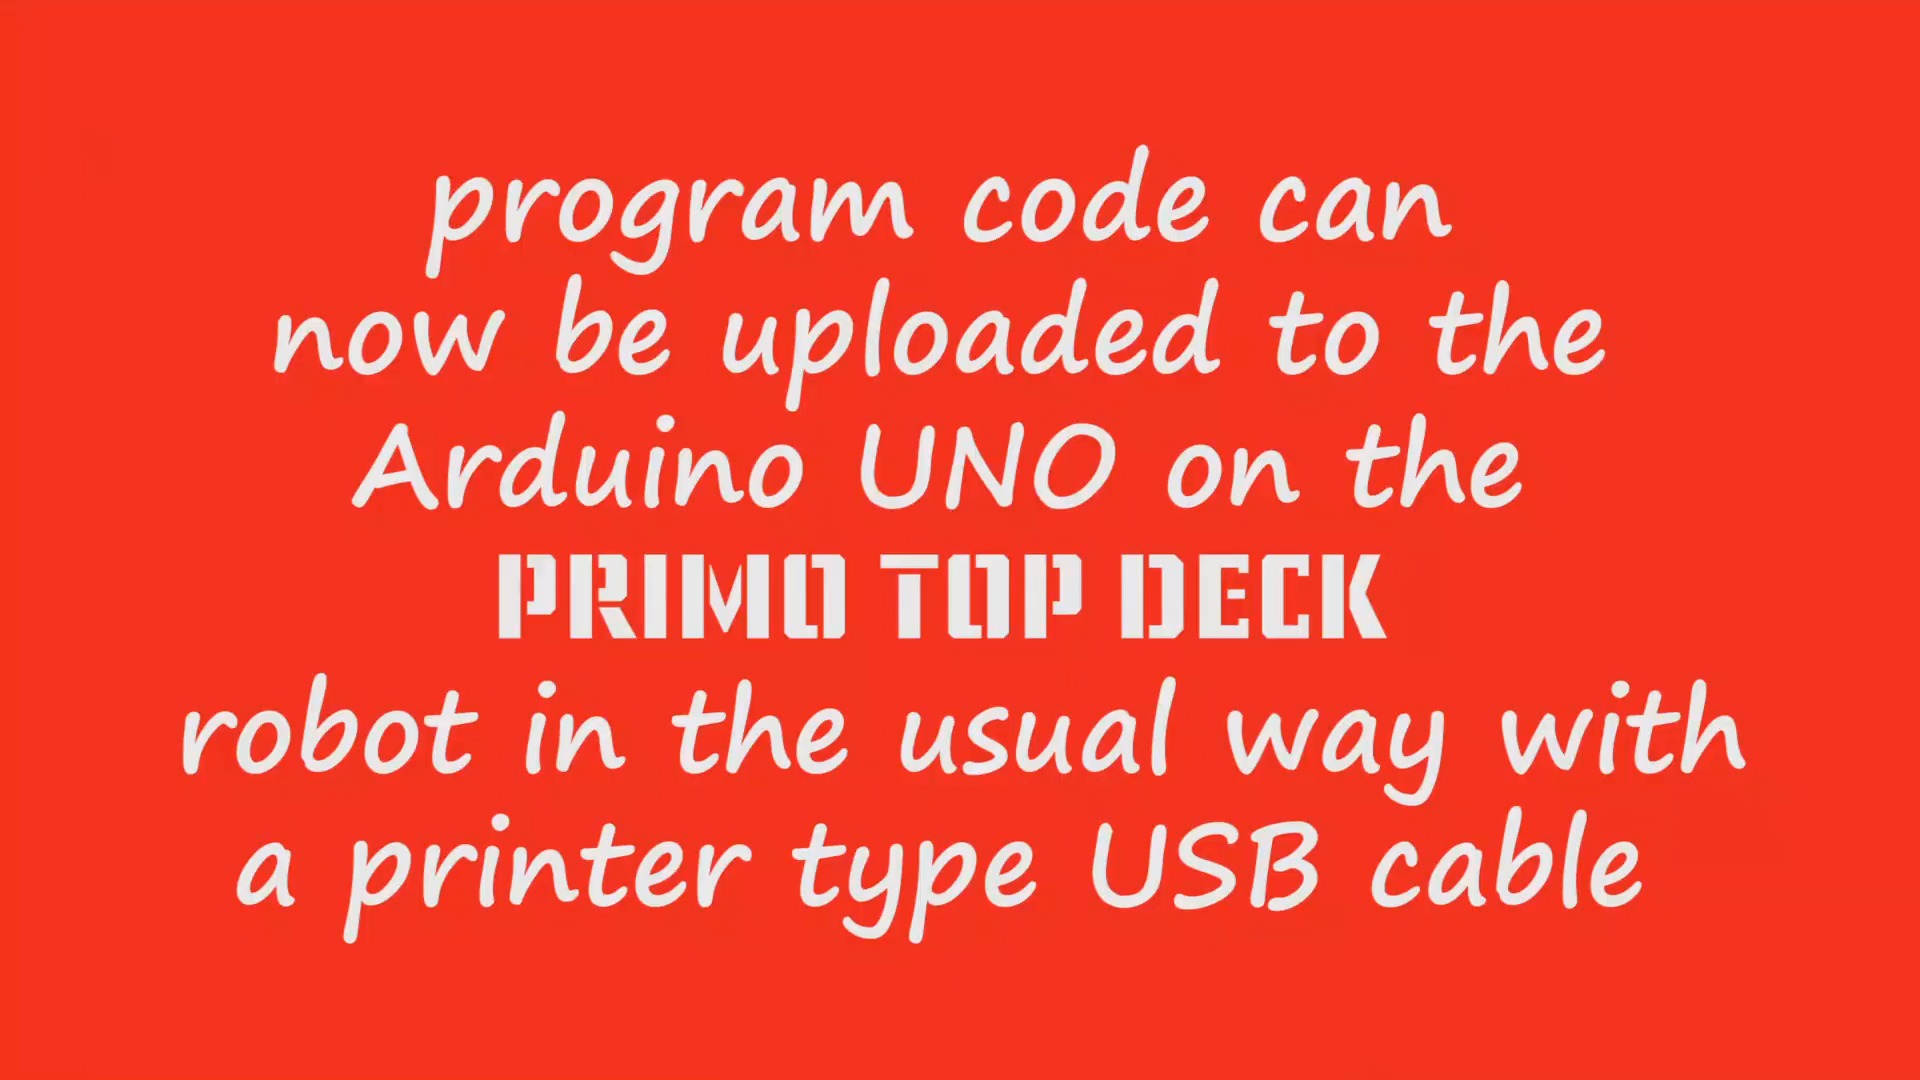 program code can
now be uploaded to the
Arduino UNO on the
PRIMO TOP DECK
robot in the usual way with
a printer type USB cable